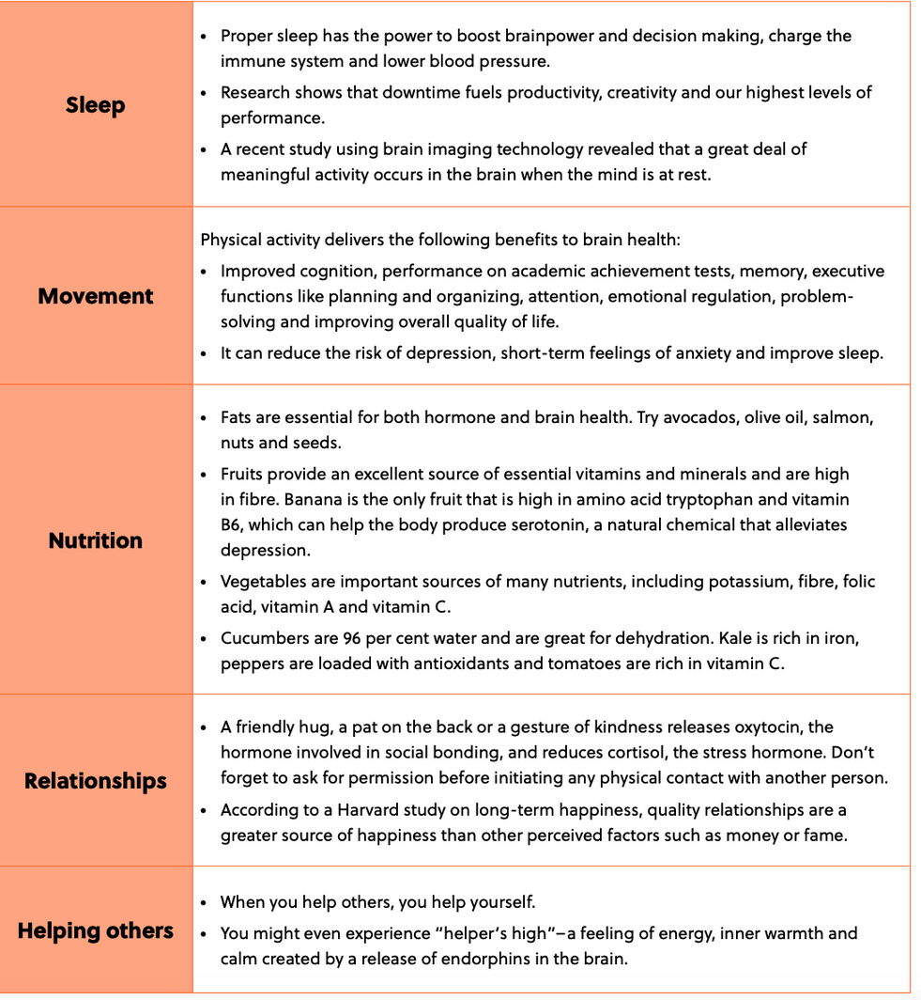 Sleep
• Proper sleep has the power to boost brainpower and decision making, charge the
immune system and lower blood pressure.
• Research shows that downtime fuels productivity, creativity and our highest levels of
performance.
• A recent study using brain imaging technology revealed that a great deal of
meaningful activity occurs in the brain when the mind is at rest.
Movement
Physical activity delivers the following benefits to brain health:
• Improved cognition, performance on academic achievement tests, memory, executive
functions like planning and organizing, attention, emotional regulation, problem-
solving and improving overall quality of life.
• It can reduce the risk of depression, short-term feelings of anxiety and improve sleep.
Nutrition
• Fats are essential for both hormone and brain health. Try avocados, olive oil, salmon,
nuts and seeds.
• Fruits provide an excellent source of essential vitamins and minerals and are high
in fibre. Banana is the only fruit that is high in amino acid tryptophan and vitamin
B6, which can help the body produce serotonin, a natural chemical that alleviates
depression.
• Vegetables are important sources of many nutrients, including potassium, fibre, folic
acid, vitamin A and vitamin C.
• Cucumbers are 96 per cent water and are great for dehydration. Kale is rich in iron,
peppers are loaded with antioxidants and tomatoes are rich in vitamin C.
Relationships
• A friendly hug, a pat on the back or a gesture of kindness releases oxytocin, the
hormone involved in social bonding, and reduces cortisol, the stress hormone. Don’t
forget to ask for permission before initiating any physical contact with another person.
• According to a Harvard study on long-term happiness, quality relationships are a
greater source of happiness than other perceived factors such as money or fame.
Helping others
• When you help others, you help yourself.
• You might even experience “helper’s high”–a feeling of energy, inner warmth and
calm created by a release of endorphins in the brain.